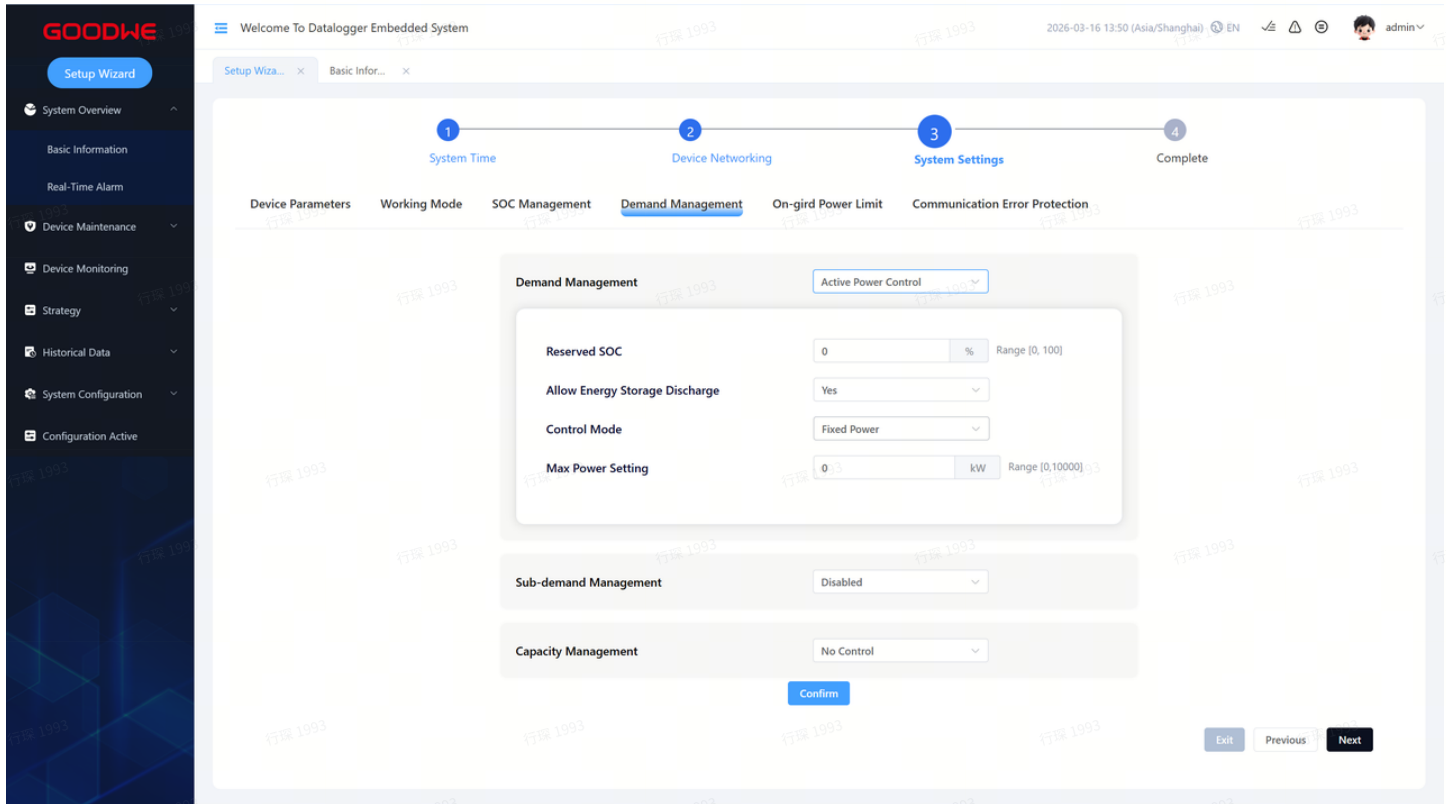 GOODWE
Welcome To Datalogger Embedded System
2026-03-16 13:50 (Asia/Shanghai) EN
admin
Setup Wizard
Setup Wiza... ×
Basic Infor... ×
System Overview
Basic Information
Real-Time Alarm
Device Maintenance
Device Monitoring
Strategy
Historical Data
System Configuration
Configuration Active
1
2
3
4
System Time
Device Networking
System Settings
Complete
Device Parameters
Working Mode
SOC Management
Demand Management
On-gird Power Limit
Communication Error Protection
Demand Management
Active Power Control
Reserved SOC
0 %
Range [0, 100]
Allow Energy Storage Discharge
Yes
Control Mode
Fixed Power
Max Power Setting
0 kW
Range [0,10000]
Sub-demand Management
Disabled
Capacity Management
No Control
Confirm
Exit
Previous
Next
行琛 1993